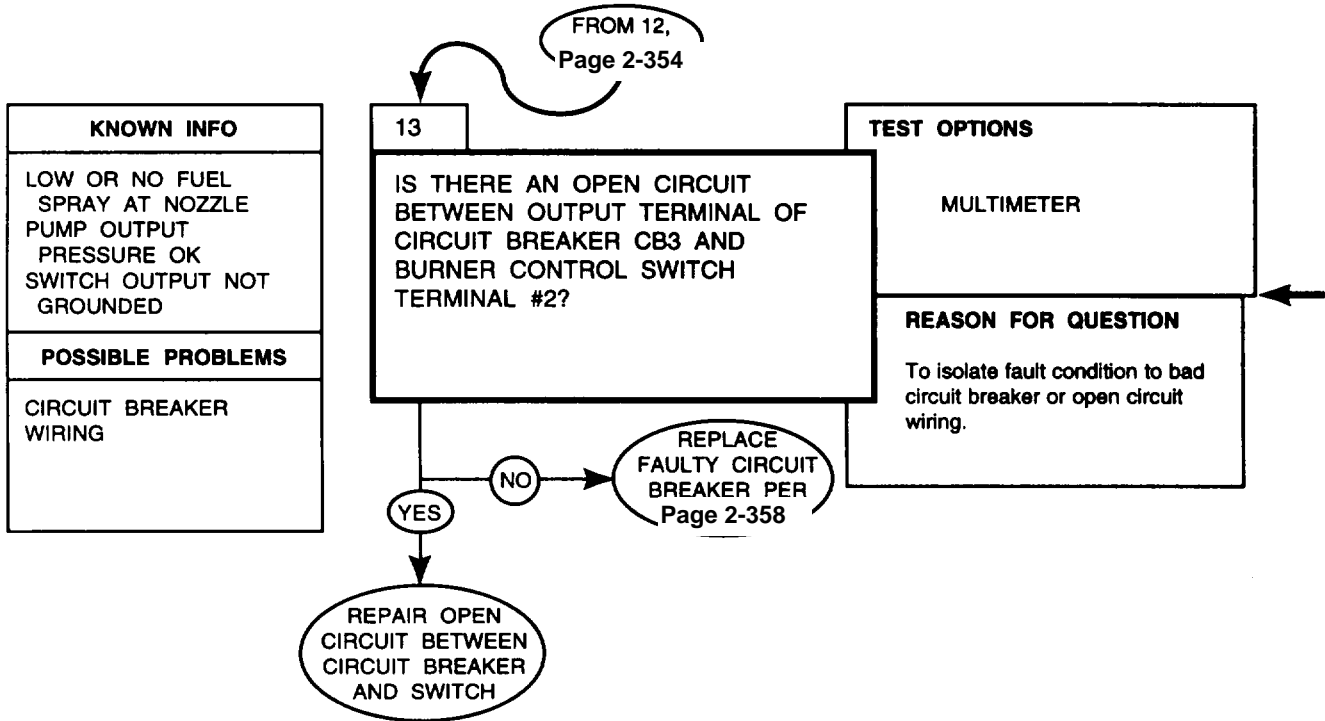 FROM 12,
Page 2-354
KNOWN INFO
LOW OR NO FUEL
SPRAY AT NOZZLE
PUMP OUTPUT
PRESSURE OK
SWITCH OUTPUT NOT
GROUNDED
POSSIBLE PROBLEMS
CIRCUIT BREAKER
WIRING
13
IS THERE AN OPEN CIRCUIT
BETWEEN OUTPUT TERMINAL OF
CIRCUIT BREAKER CB3 AND
BURNER CONTROL SWITCH
TERMINAL #2?
TEST OPTIONS
MULTIMETER
REASON FOR QUESTION
To isolate fault condition to bad
circuit breaker or open circuit
wiring.
NO
REPLACE
FAULTY CIRCUIT
BREAKER PER
Page 2-358
YES
REPAIR OPEN
CIRCUIT BETWEEN
CIRCUIT BREAKER
AND SWITCH